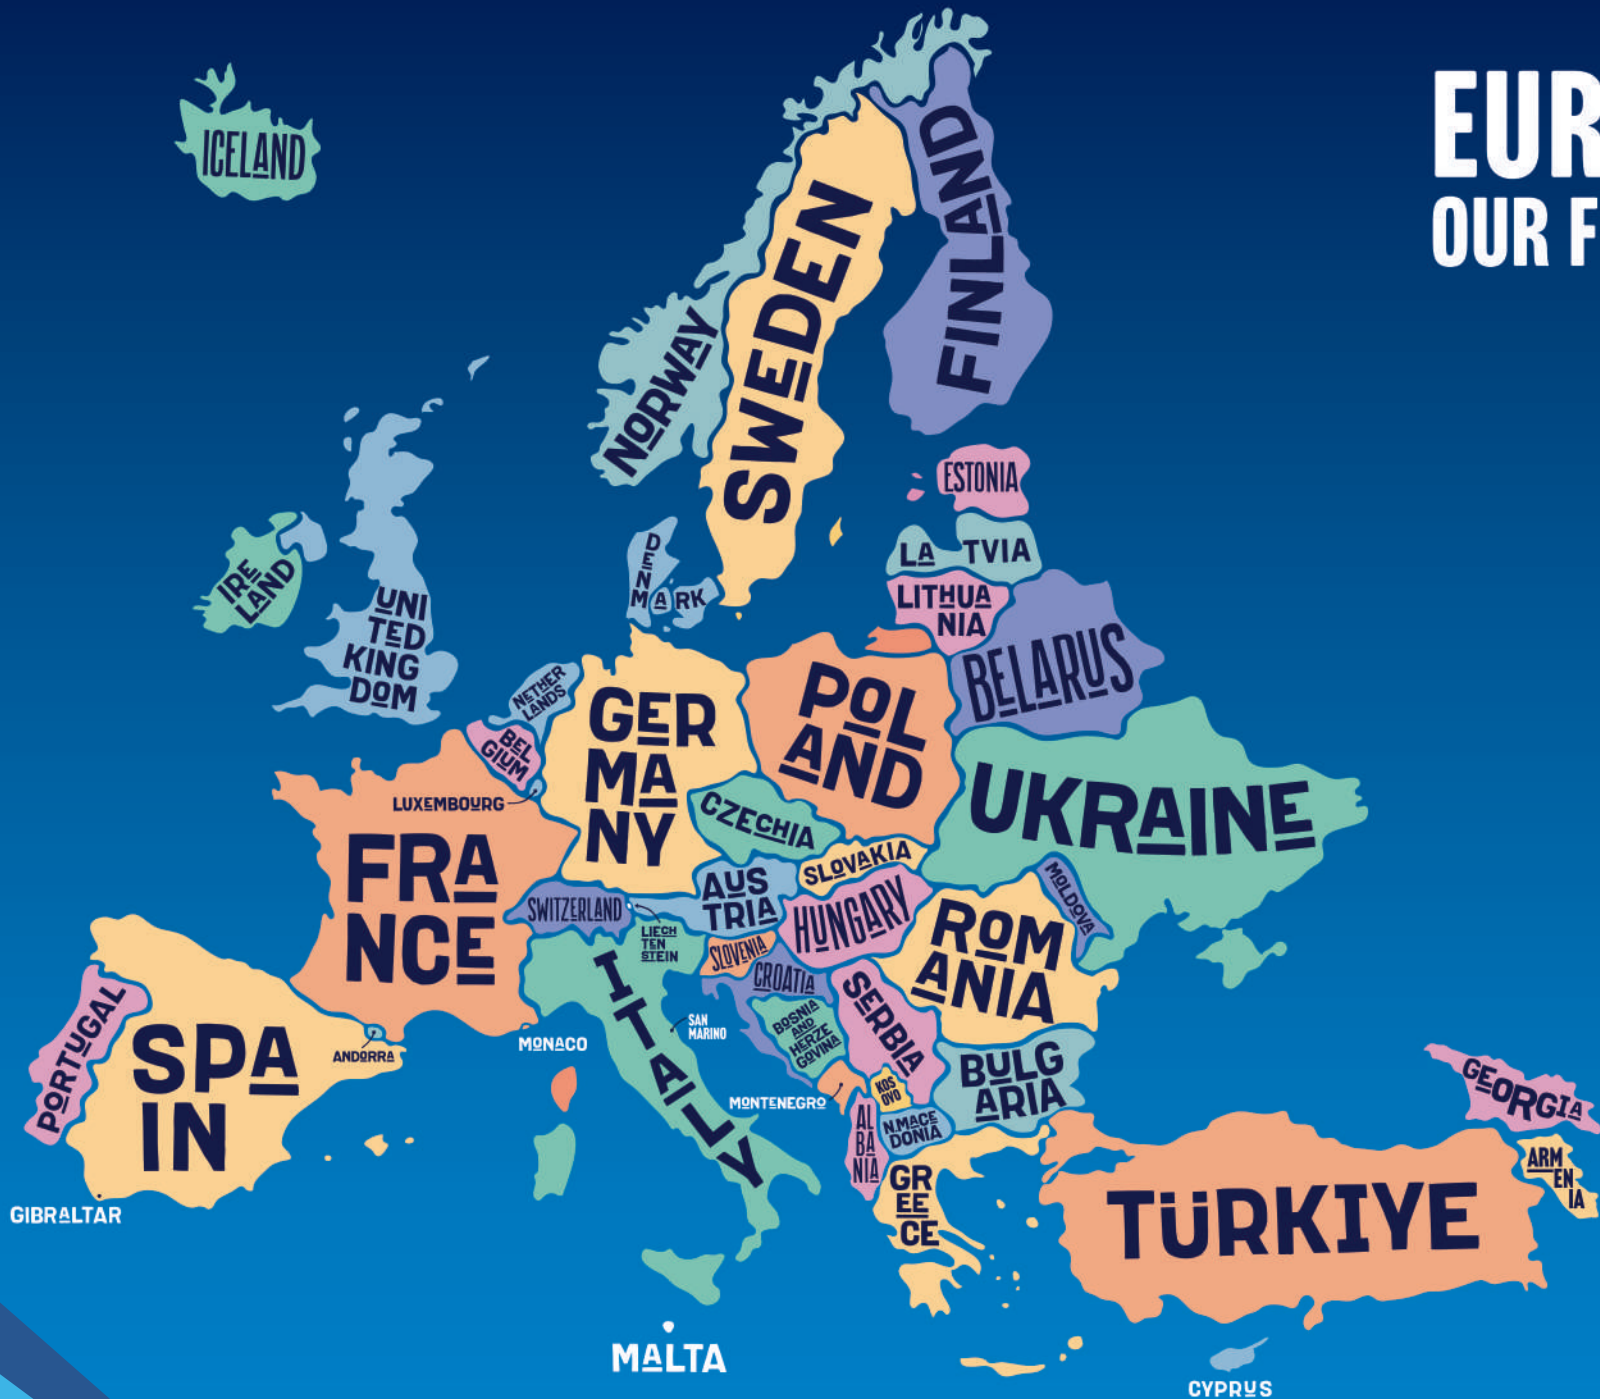 EUR
OUR F
ICELAND
NORWAY
SWEDEN
FINLAND
ESTONIA
LA TVIA
LITHUA
NIA
BELARUS
IRE
LAND
UNI
TED
KING
DOM
DENM
A
RK
NETHER
LANDS
BEL
GIUM
LUXEMBOURG
GER
MA
NY
POL
AND
UKRAINE
CZECHIA
SLOVAKIA
FRA
NCE
SWITZERLAND
LIECH
TEN
STEIN
AUS
TRIA
HUNGARY
MOLDOVA
ROM
ANIA
SLOVENIA
CROATIA
BOSNIA
AND
HERZE
GOVINA
SERBIA
ITALY
SAN
MARINO
MONACO
ANDORRA
PORTUGAL
SPA
IN
GIBRALTAR
MONTENEGRO
KOS
OVO
BULG
ARIA
AL
BA
NIA
N.MACE
DONIA
GR
EE
CE
GEORGIA
ARM
EN
IA
TÜRKIYE
MALTA
CYPRUS